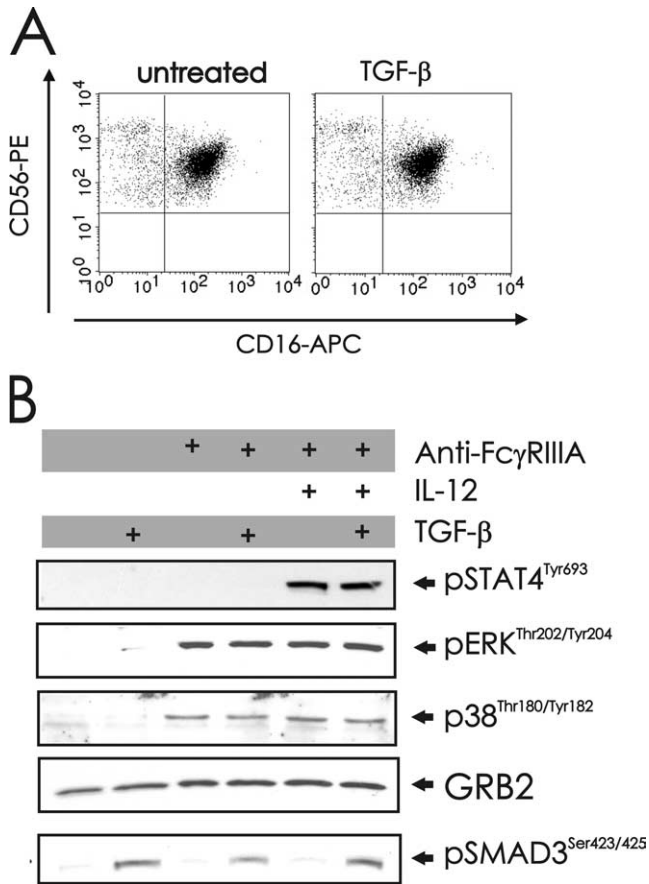 A
untreated TGF-β
CD56-PE
10⁴
10³
10²
10¹
10⁰
10⁰ 10¹ 10² 10³ 10⁴ 10⁰ 10¹ 10² 10³ 10⁴
CD16-APC
B
+ + + + Anti-FcγRIIIA
+ + IL-12
+ + + TGF-β
pSTAT4^Tyr693
pERK^Thr202/Tyr204
p38^Thr180/Tyr182
GRB2
pSMAD3^Ser423/425